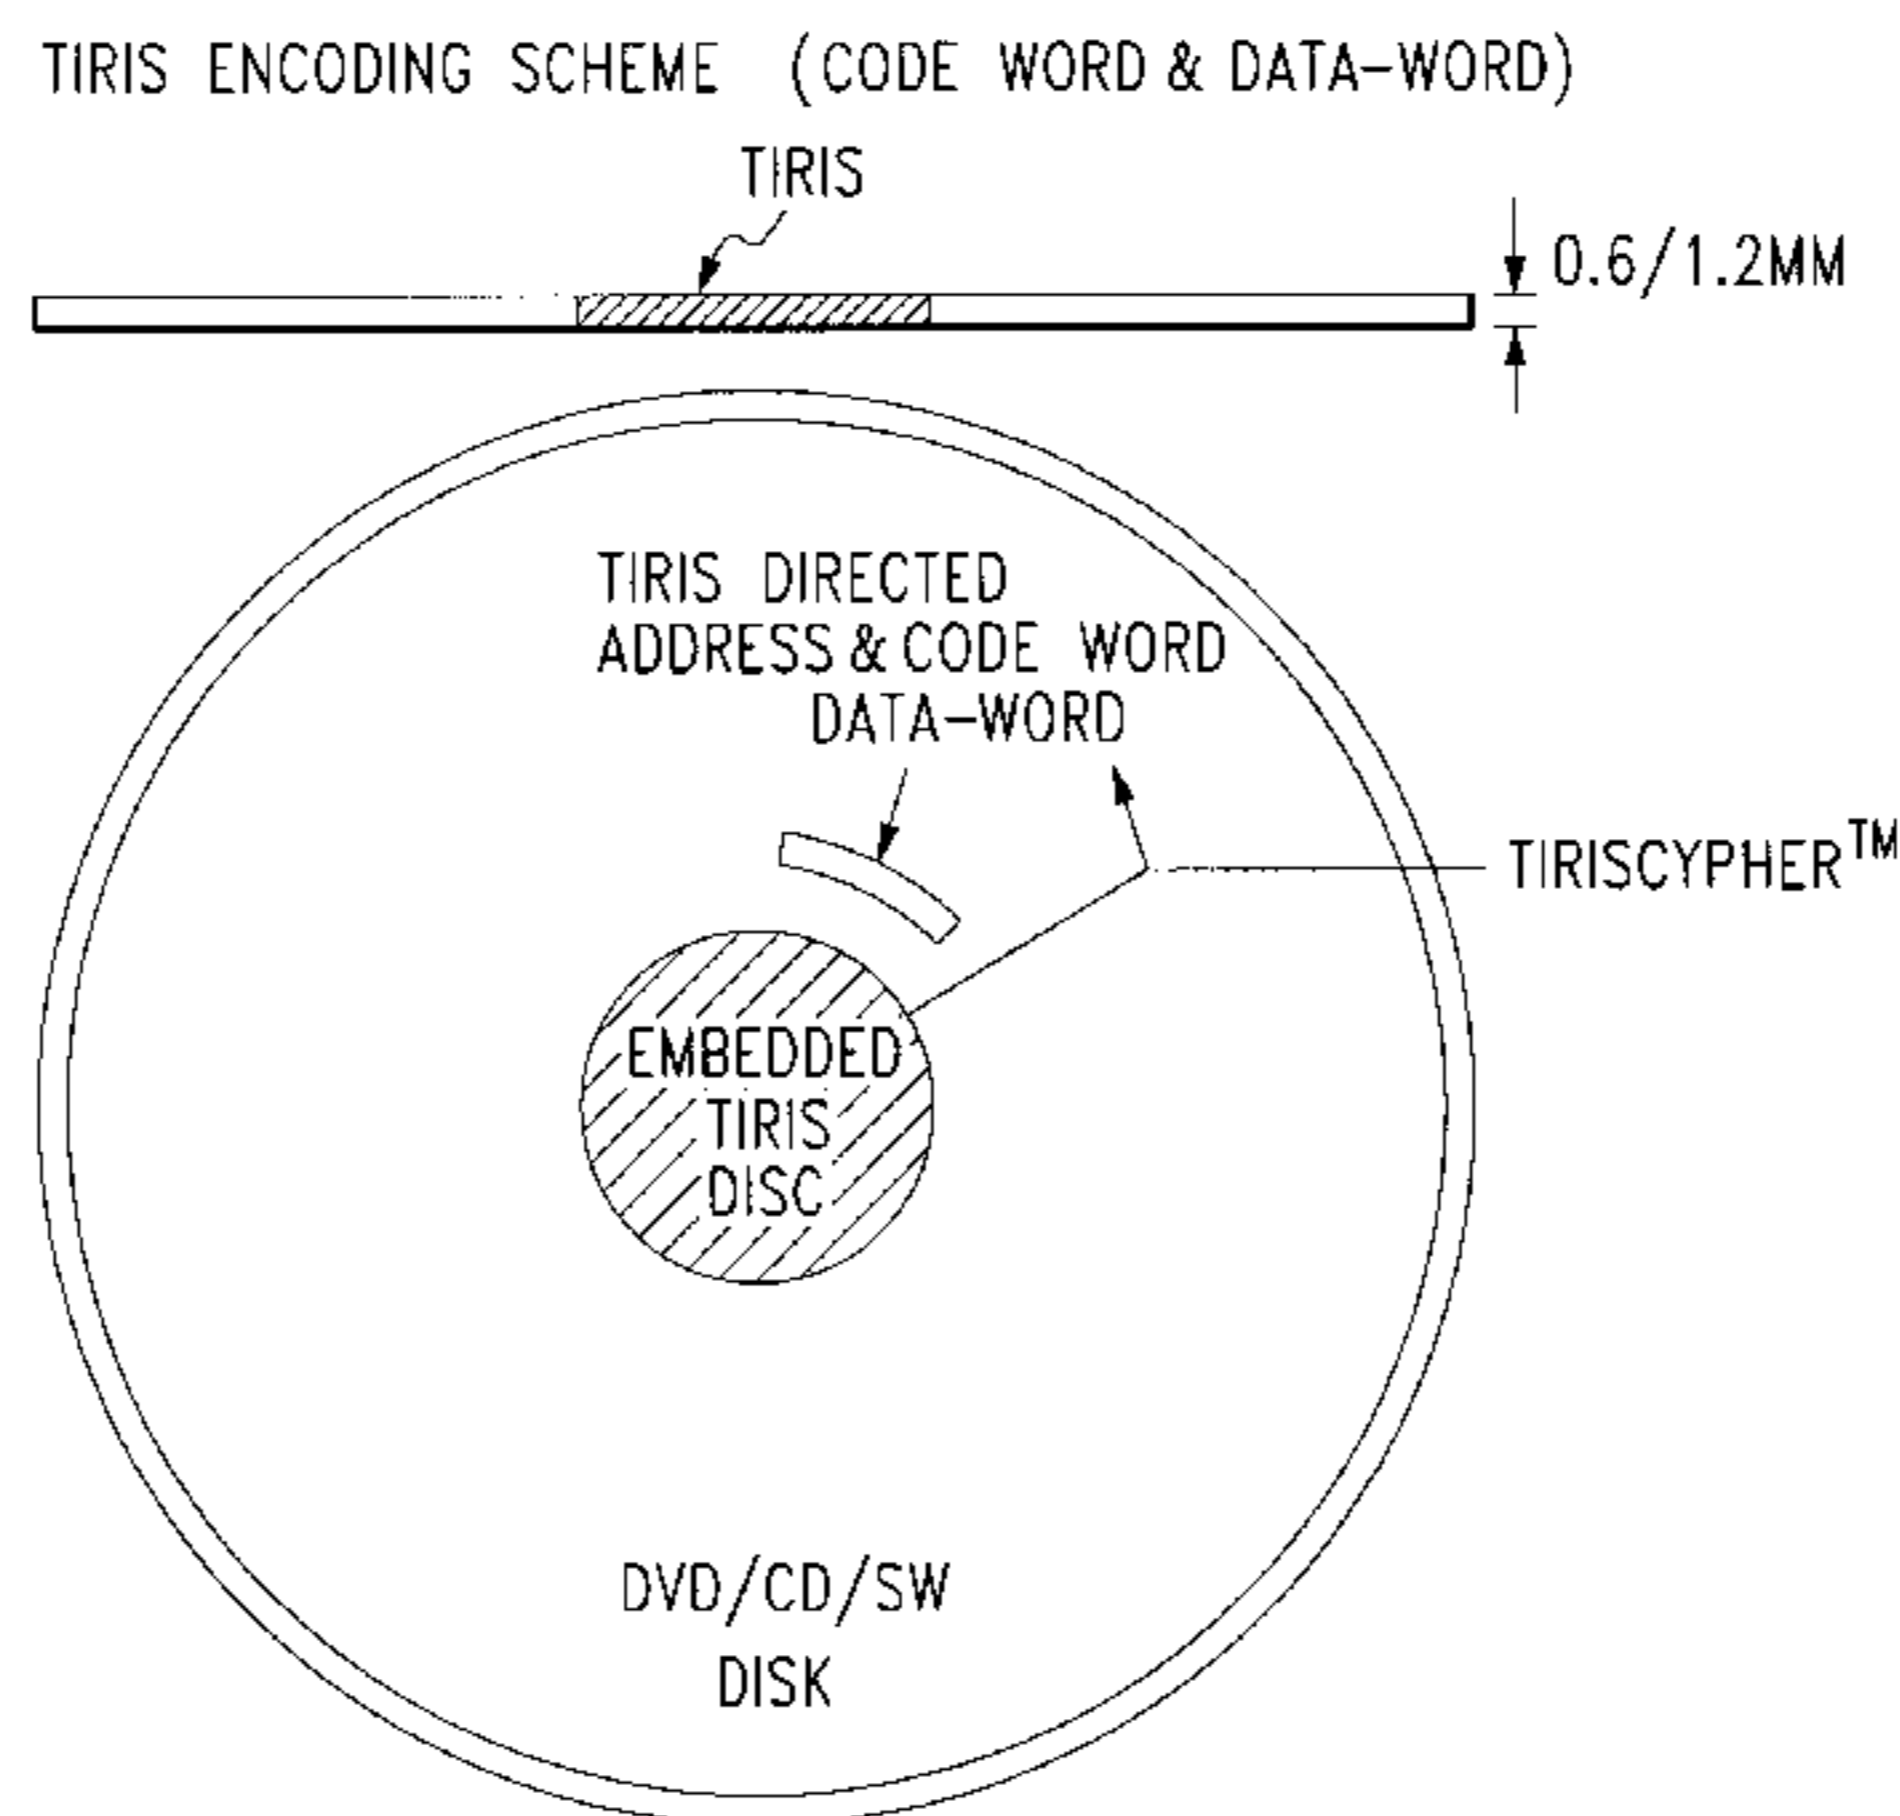 TIRIS ENCODING SCHEME (CODE WORD & DATA-WORD)
TIRIS
0.6/1.2MM
TIRIS DIRECTED
ADDRESS & CODE WORD
DATA-WORD
TIRISCYPHER™
EMBEDDED
TIRIS
DISC
DVD/CD/SW
DISK